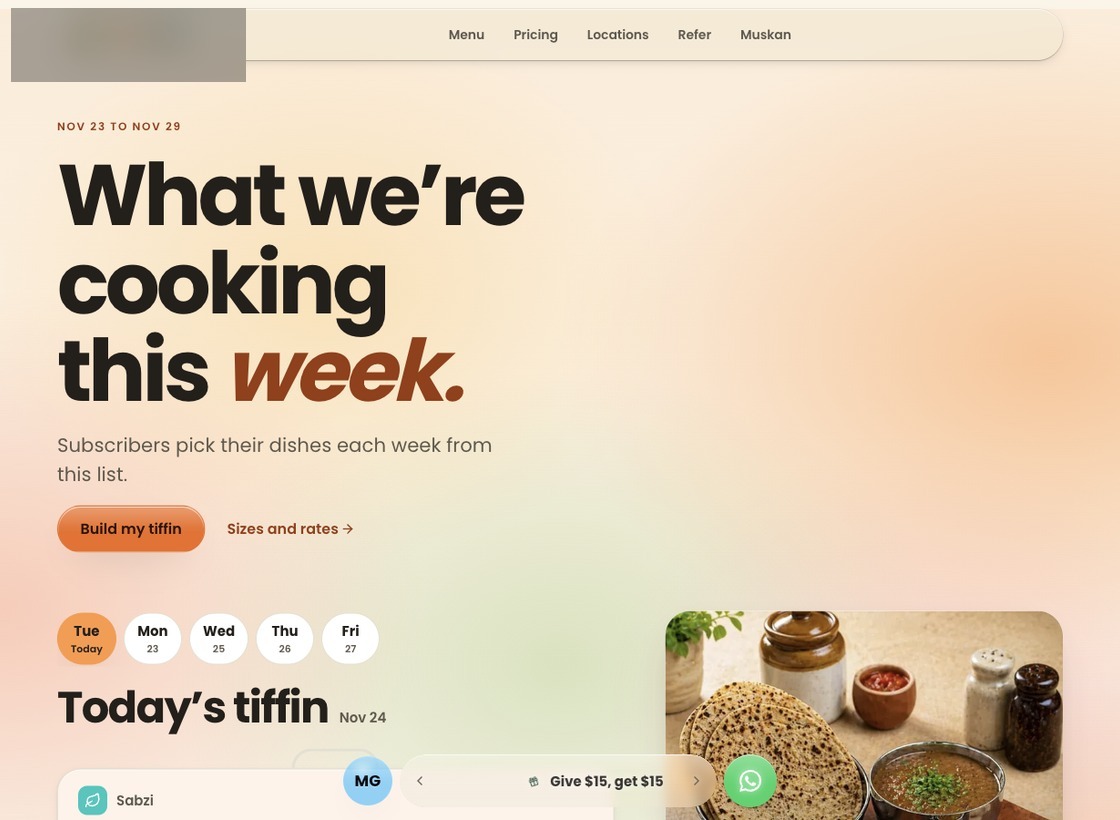 Menu Pricing Locations Refer Muskan
NOV 23 TO NOV 29
What we’re
cooking
this week.
Subscribers pick their dishes each week from
this list.
Build my tiffin Sizes and rates →
Tue Mon Wed Thu Fri
Today 23 25 26 27
Today’s tiffin Nov 24
MG Give $15, get $15
Sabzi